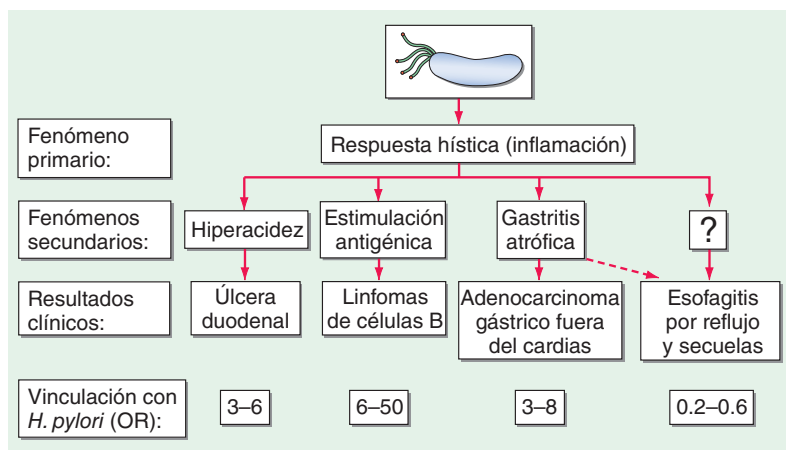 Fenómeno
primario:
Respuesta hística (inflamación)
Fenómenos
secundarios:
Hiperacidez
Estimulación
antigénica
Gastritis
atrófica
?
Resultados
clínicos:
Úlcera
duodenal
Linfomas
de células B
Adenocarcinoma
gástrico fuera
del cardias
Esofagitis
por reflujo
y secuelas
Vinculación con
H. pylori (OR):
3–6
6–50
3–8
0.2–0.6